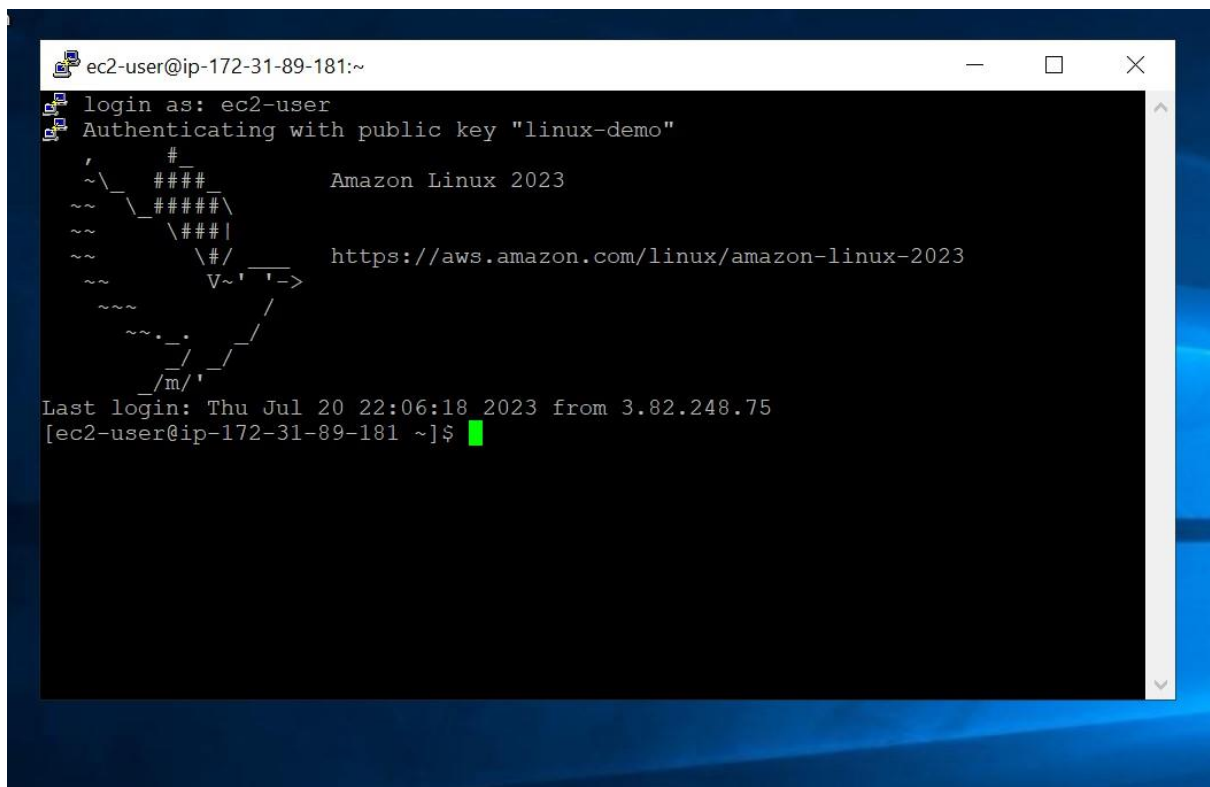 ec2-user@ip-172-31-89-181:~
login as: ec2-user
Authenticating with public key "linux-demo"
   ,     #_
   ~\_  ####_        Amazon Linux 2023
  ~~  \_#####\
  ~~     \###|
  ~~       \#/ ___   https://aws.amazon.com/linux/amazon-linux-2023
   ~~       V~' '->
    ~~~         /
      ~~._.   _/
         _/ _/
       _/m/'
Last login: Thu Jul 20 22:06:18 2023 from 3.82.248.75
[ec2-user@ip-172-31-89-181 ~]$